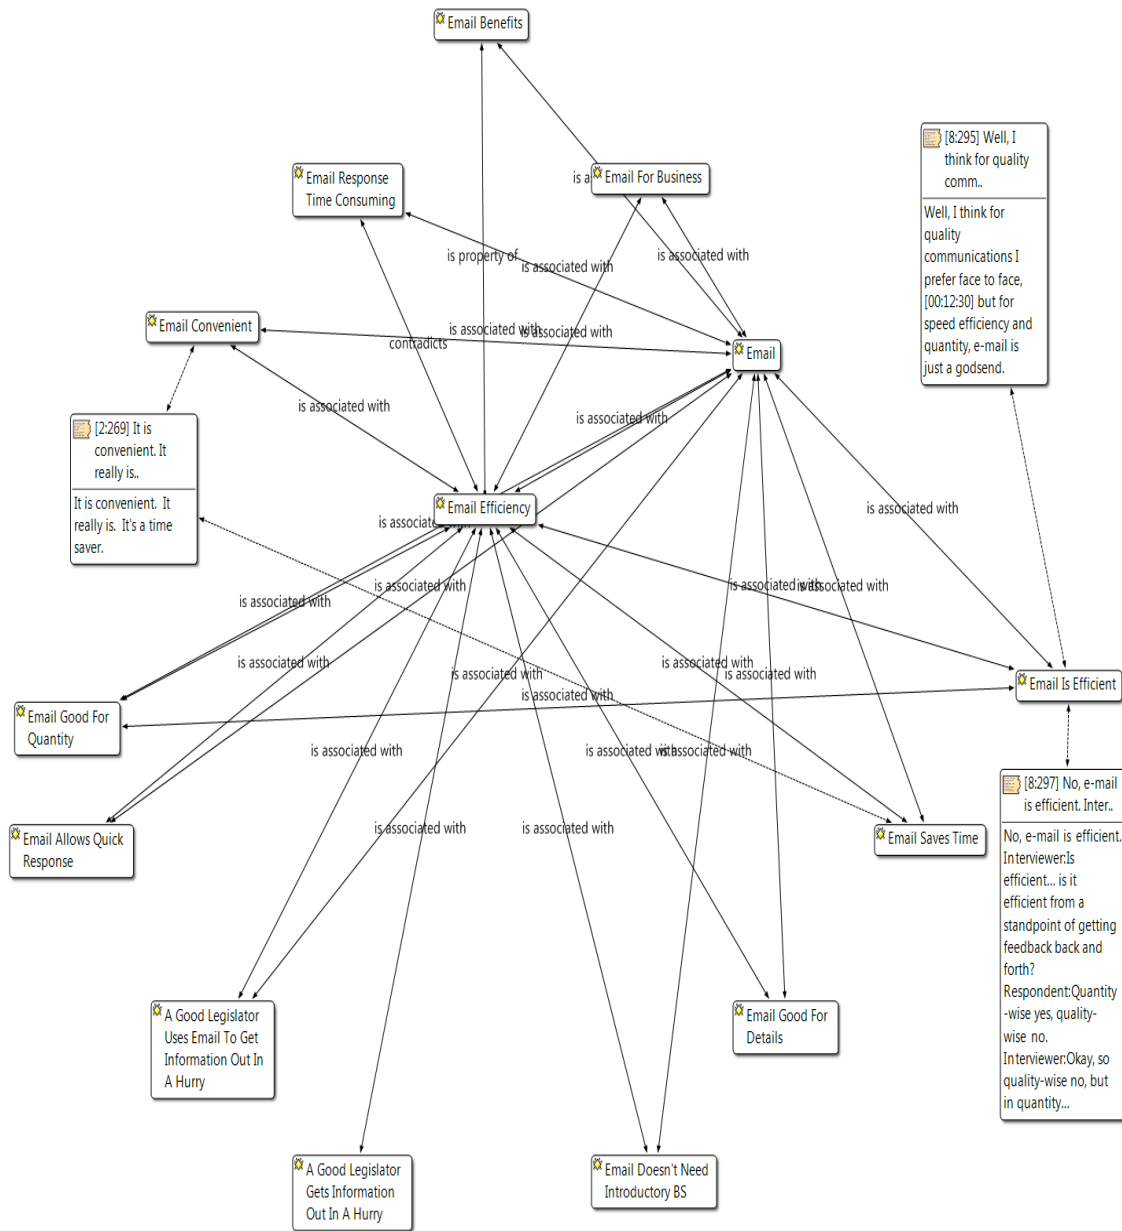 Email Benefits
[8:295] Well, I
think for quality
comm..
Well, I think for
quality
communications I
prefer face to face,
[00:12:30] but for
speed efficiency and
quantity, e-mail is
just a godsend.
Email Response
Time Consuming
is a
Email For Business
is property of
is associated with
is associated with
Email Convenient
is associated with
is associated with
contradicts
Email
[2:269] It is
convenient. It
really is..
It is convenient.  It
really is.  It's a time
saver.
is associated with
is associated with
Email Efficiency
is associated with
is associated with
is associated with
is associated with
is associated with
is associated with
is associated with
is associated with
is associated with
is associated with
Email Is Efficient
Email Good For
Quantity
is associated with
is associated with
is associated with
is associated with
[8:297] No, e-mail
is efficient. Inter..
No, e-mail is efficient.
Interviewer:Is
efficient... is it
efficient from a
standpoint of getting
feedback back and
forth?
Respondent:Quantity
-wise yes, quality-
wise no.
Interviewer:Okay, so
quality-wise no, but
in quantity...
Email Allows Quick
Response
is associated with
is associated with
Email Saves Time
A Good Legislator
Uses Email To Get
Information Out In
A Hurry
Email Good For
Details
A Good Legislator
Gets Information
Out In A Hurry
Email Doesn't Need
Introductory BS